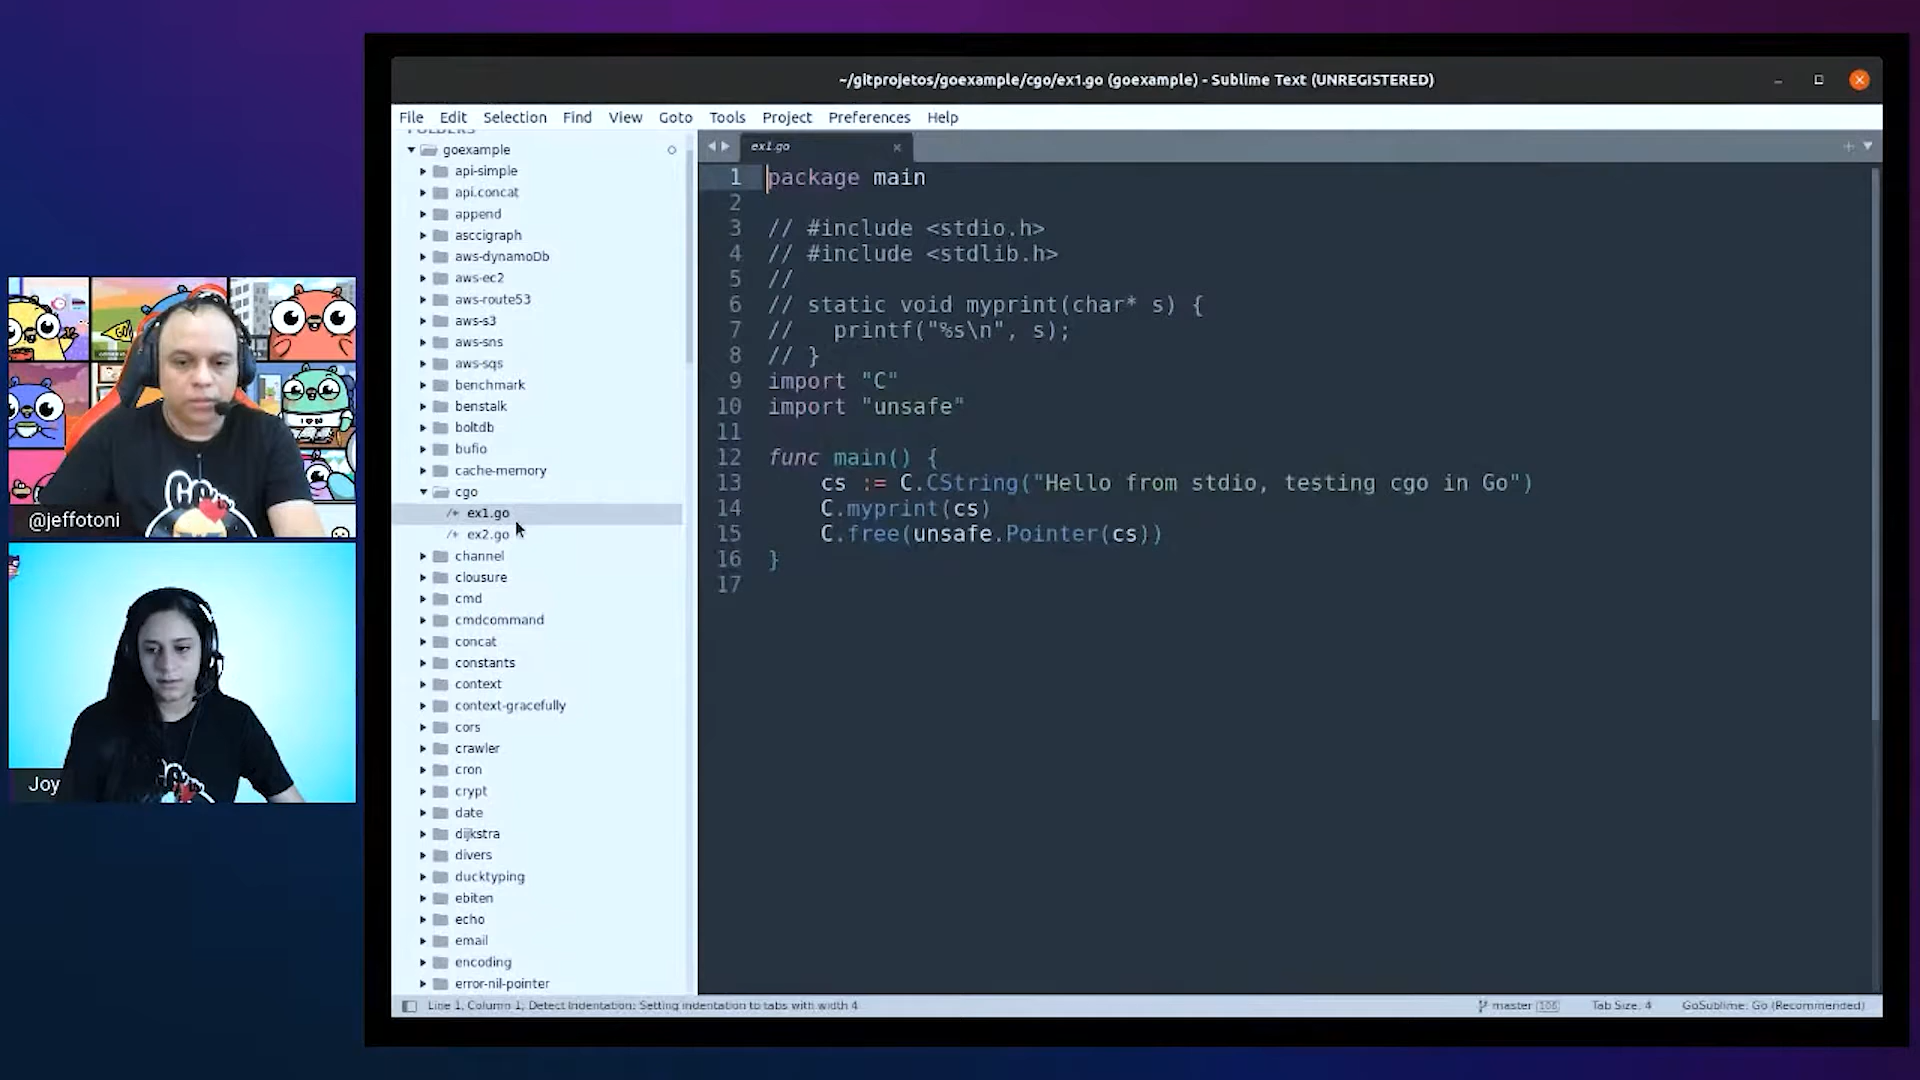 ~/gitprojetos/goexample/cgo/ex1.go (goexample) - Sublime Text (UNREGISTERED)
File Edit Selection Find View Goto Tools Project Preferences Help
FOLDERS
goexample
api-simple
api.concat
append
asccigraph
aws-dynamoDb
aws-ec2
aws-route53
aws-s3
aws-sns
aws-sqs
benchmark
benstalk
boltdb
bufio
cache-memory
cgo
/* ex1.go
/* ex2.go
channel
clousure
cmd
cmdcommand
concat
constants
context
context-gracefully
cors
crawler
cron
crypt
date
dijkstra
divers
ducktyping
ebiten
echo
email
encoding
error-nil-pointer
ex1.go
1 package main
2
3 // #include <stdio.h>
4 // #include <stdlib.h>
5 //
6 // static void myprint(char* s) {
7 //   printf("%s\n", s);
8 // }
9 import "C"
10 import "unsafe"
11
12 func main() {
13     cs := C.CString("Hello from stdio, testing cgo in Go")
14     C.myprint(cs)
15     C.free(unsafe.Pointer(cs))
16 }
17
Line 1, Column 1; Detect Indentation: Setting indentation to tabs with width 4
master 106 Tab Size: 4 GoSublime: Go (Recommended)
@jeffotoni
Joy
GO!
Go